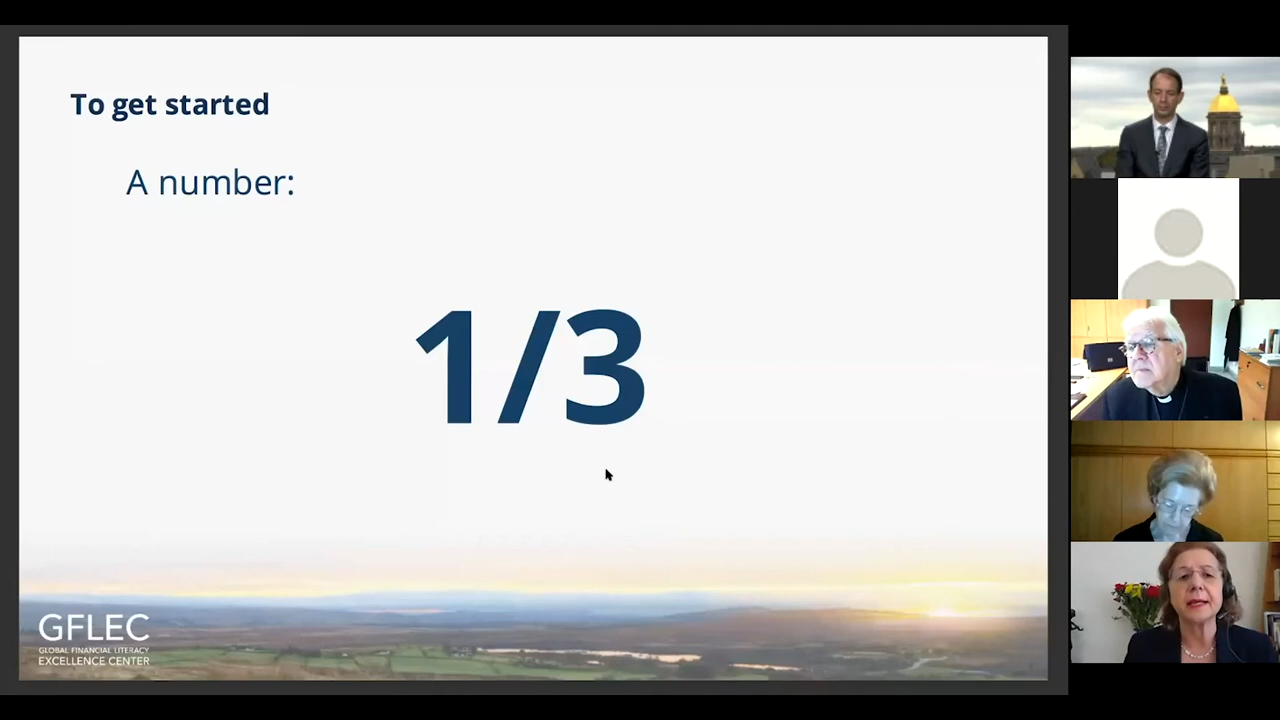 To get started
A number:
1/3
GFLEC
GLOBAL FINANCIAL LITERACY
EXCELLENCE CENTER